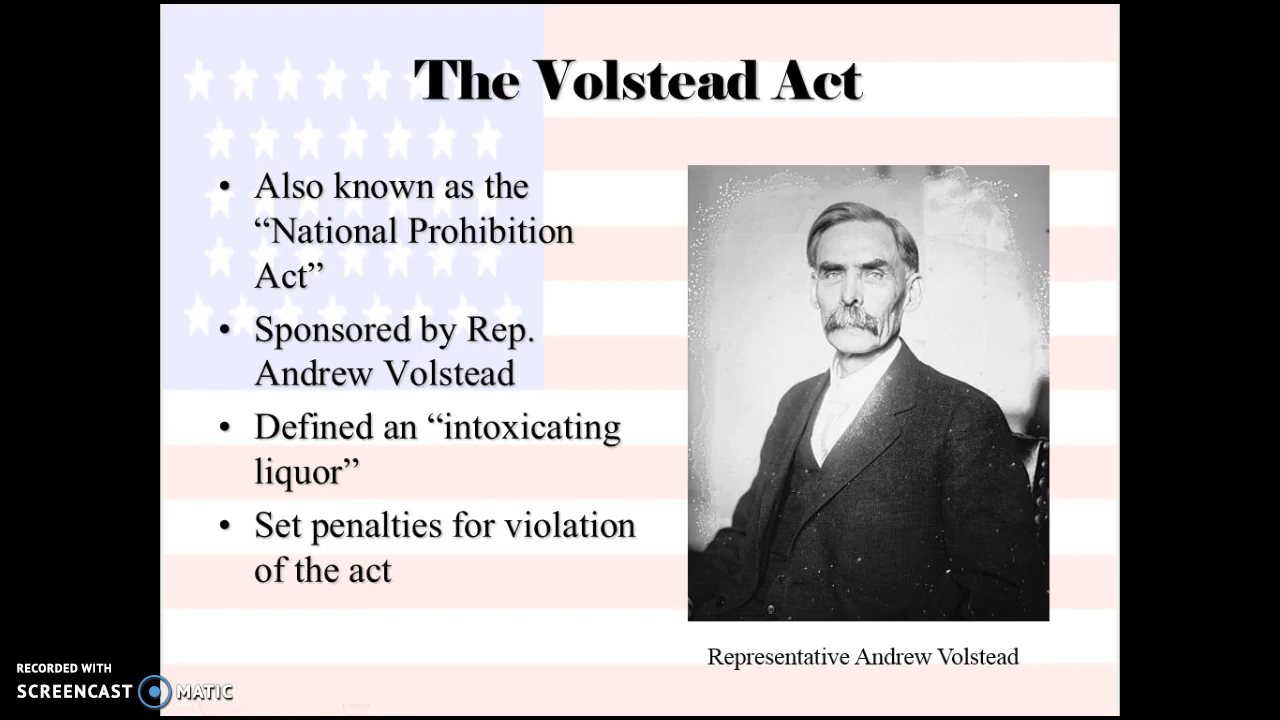 The Volstead Act
• Also known as the
“National Prohibition
Act”
• Sponsored by Rep.
Andrew Volstead
• Defined an “intoxicating
liquor”
• Set penalties for violation
of the act
Representative Andrew Volstead
RECORDED WITH
SCREENCAST MATIC